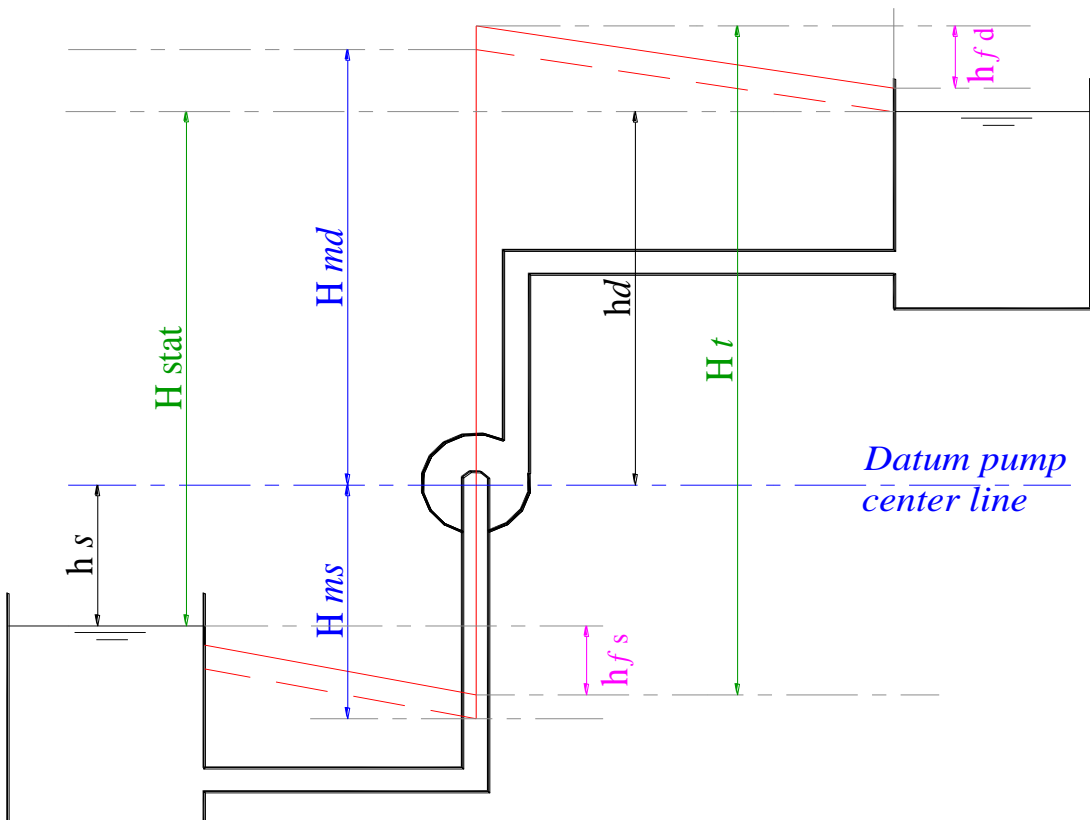 h f d
H md
H stat
hd
H t
Datum pump
center line
h s
H ms
h f s